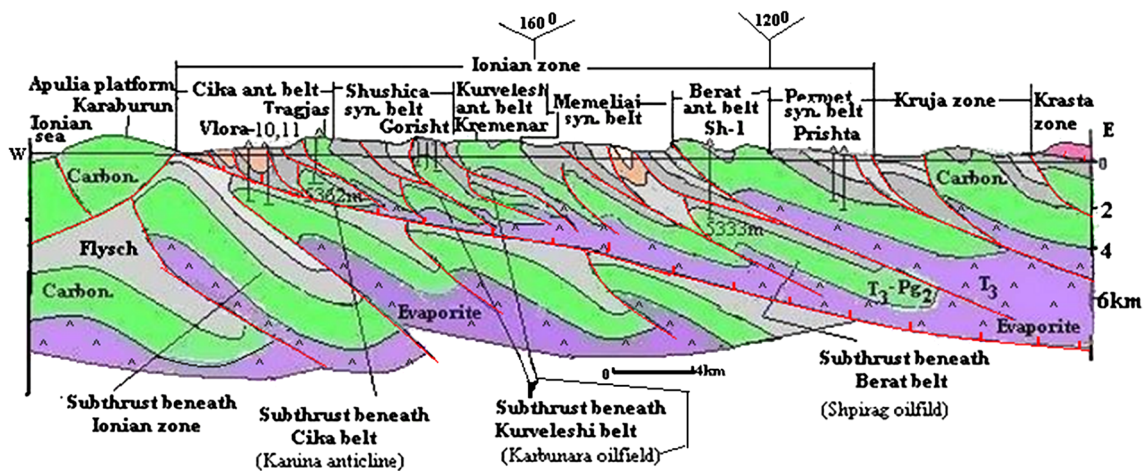 160⁰
120⁰
Ionian zone
Apulia platform
Karaburun
Cika ant. belt
Tragjas
Shushica
syn. belt
Kurvelesh
ant. belt
Kremenar
Memeliai
syn. belt
Berat
ant. belt
Sh-1
Permet
syn. belt
Prishta
Kruja zone
Krasta
zone
Ionian
sea
Vlora-10,11
Gorisht
W
E
0
Carbon.
Carbon.
5362m
2
5333m
Flysch
4
Carbon.
T3-Pg2
T3
6km
Evaporite
Evaporite
0
4km
Subthrust beneath
Ionian zone
Subthrust beneath
Cika belt
(Kanina anticline)
Subthrust beneath
Kurveleshi belt
(Karbunara oilfield)
Subthrust beneath
Berat belt
(Shpirag oilfild)